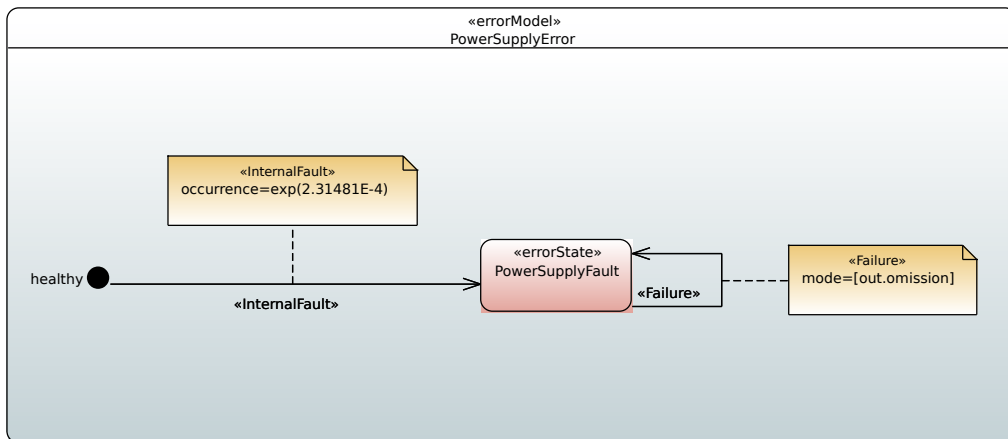 «errorModel»
PowerSupplyError
«InternalFault»
occurrence=exp(2.31481E-4)
healthy
«InternalFault»
«errorState»
PowerSupplyFault
«Failure»
«Failure»
mode=[out.omission]